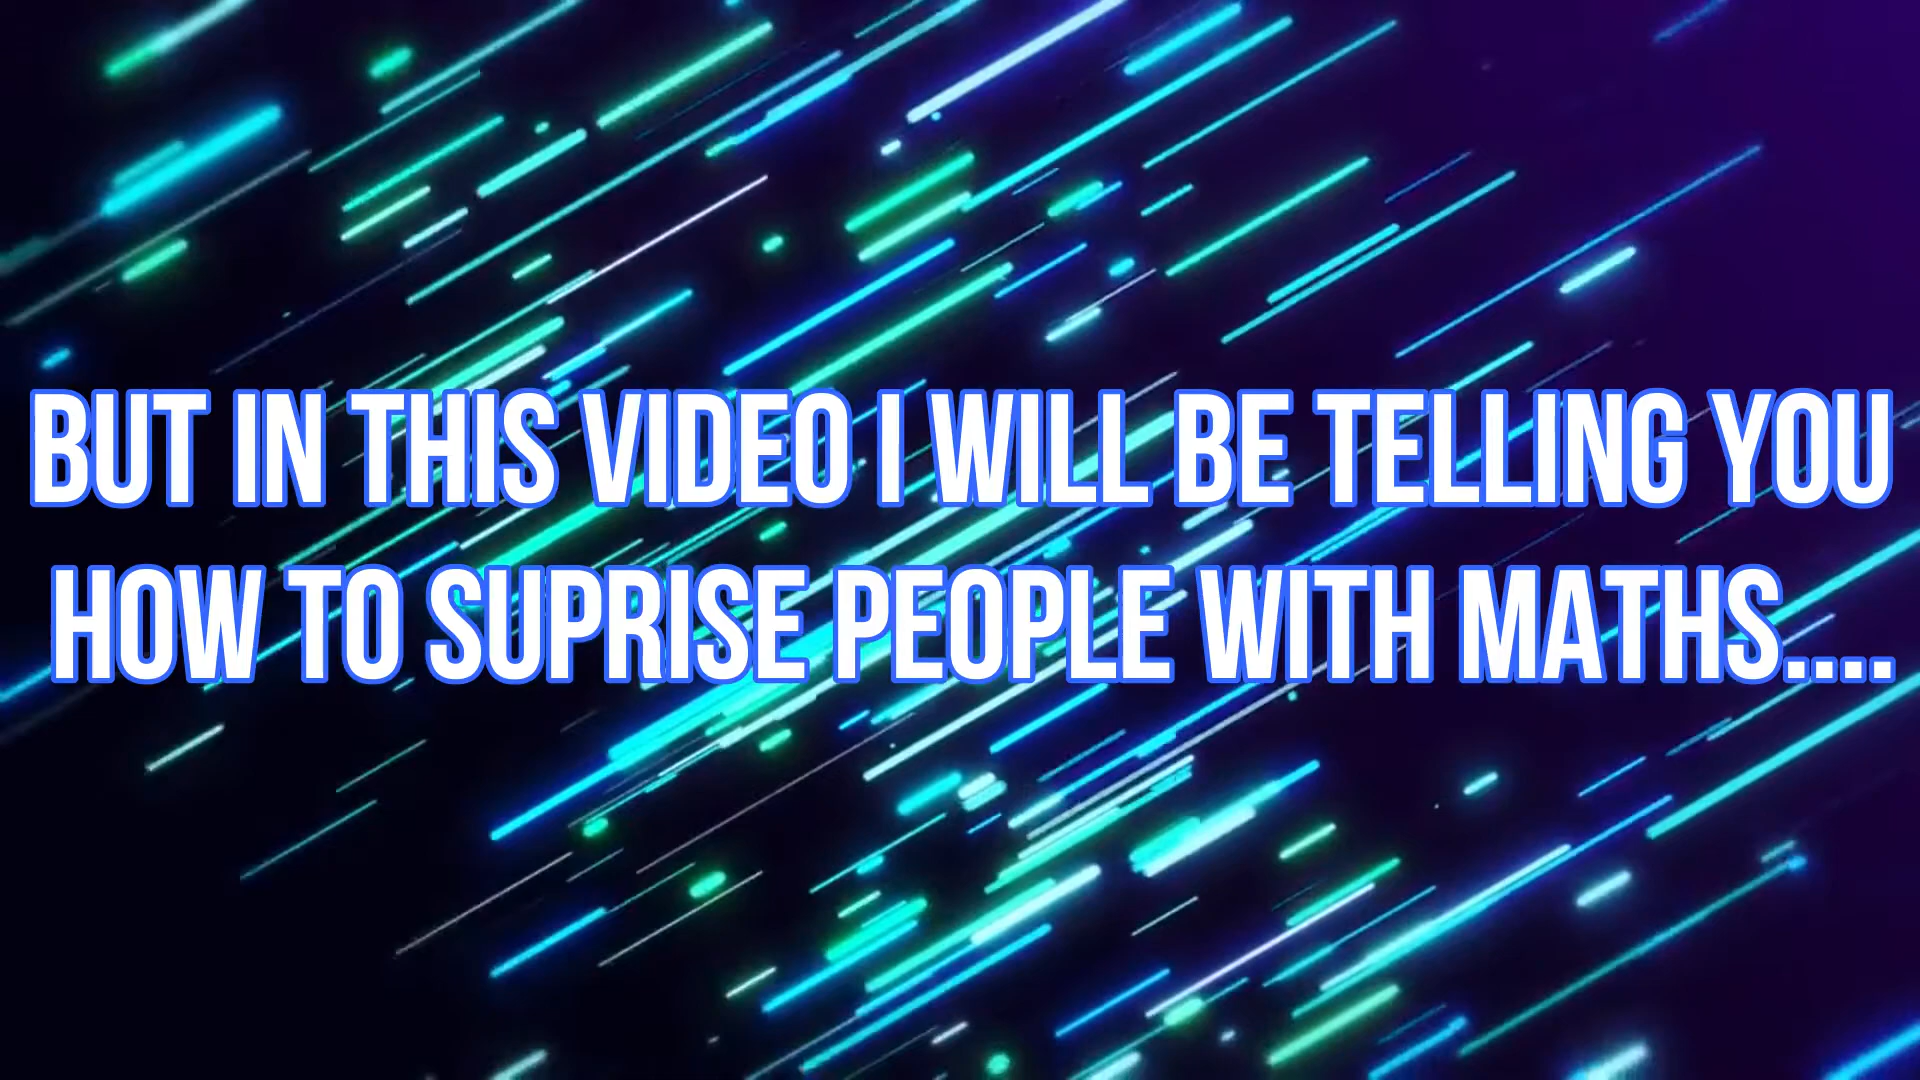 BUT IN THIS VIDEO I WILL BE TELLING YOU
HOW TO SUPRISE PEOPLE WITH MATHS....